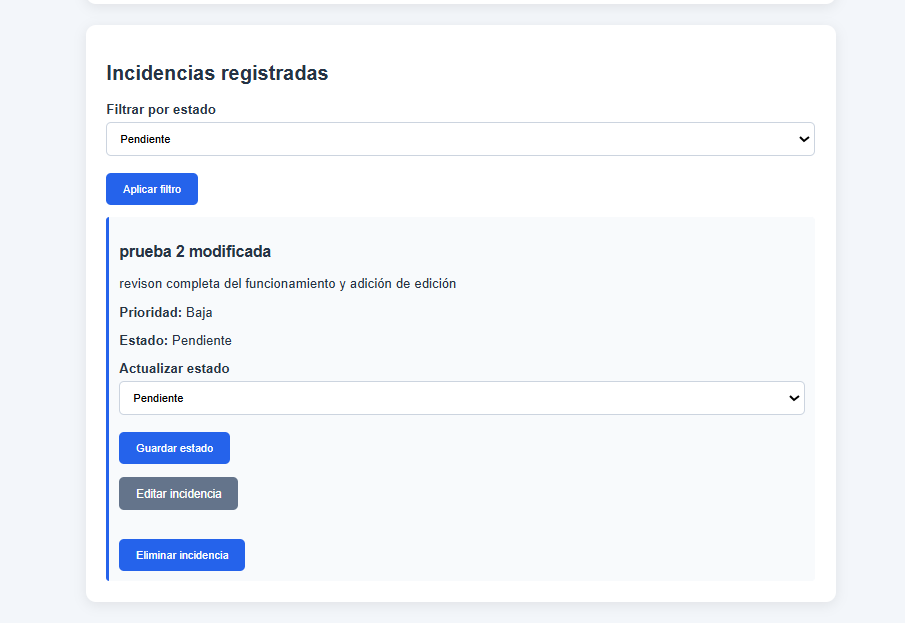 Incidencias registradas
Filtrar por estado
Pendiente
Aplicar filtro
prueba 2 modificada
revison completa del funcionamiento y adición de edición
Prioridad: Baja
Estado: Pendiente
Actualizar estado
Pendiente
Guardar estado
Editar incidencia
Eliminar incidencia